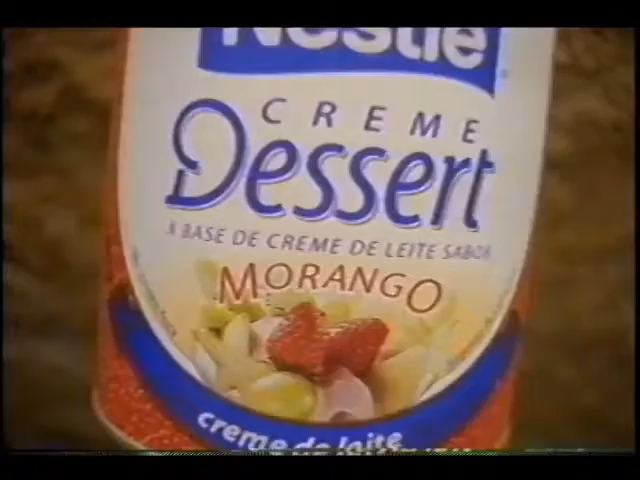 Nestlé
CREME
Dessert
A BASE DE CREME DE LEITE SABOR
MORANGO
creme de leite